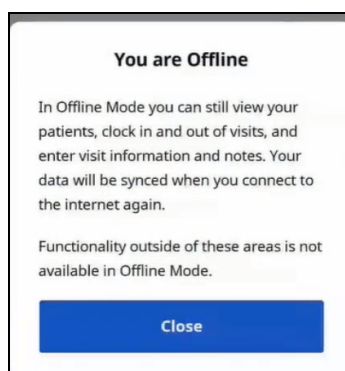 You are Offline
In Offline Mode you can still view your
patients, clock in and out of visits, and
enter visit information and notes. Your
data will be synced when you connect to
the internet again.
Functionality outside of these areas is not
available in Offline Mode.
Close